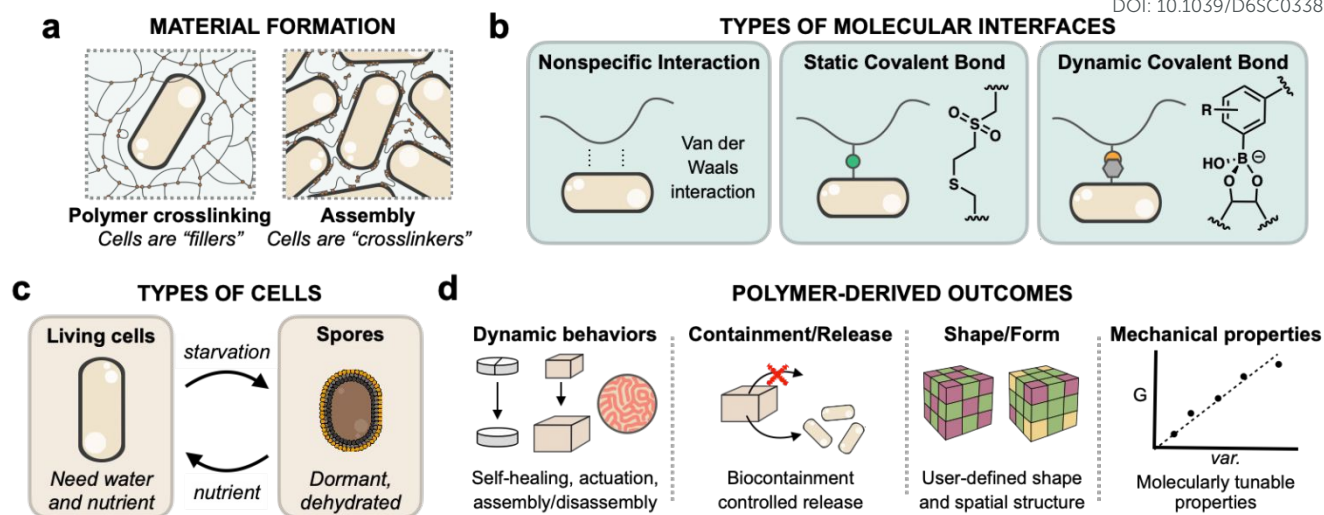 DOI: 10.1039/D6SC0338
a
MATERIAL FORMATION
Polymer crosslinking
Cells are “fillers”
Assembly
Cells are “crosslinkers”
b
TYPES OF MOLECULAR INTERFACES
Nonspecific Interaction
Van der
Waals
interaction
Static Covalent Bond
O
S
O
S
Dynamic Covalent Bond
R
HO
B
⊖
O
O
c
TYPES OF CELLS
Living cells
Need water
and nutrient
starvation
nutrient
Spores
Dormant,
dehydrated
d
POLYMER-DERIVED OUTCOMES
Dynamic behaviors
Self-healing, actuation,
assembly/disassembly
Containment/Release
Biocontainment
controlled release
Shape/Form
User-defined shape
and spatial structure
Mechanical properties
G
var.
Molecularly tunable
properties